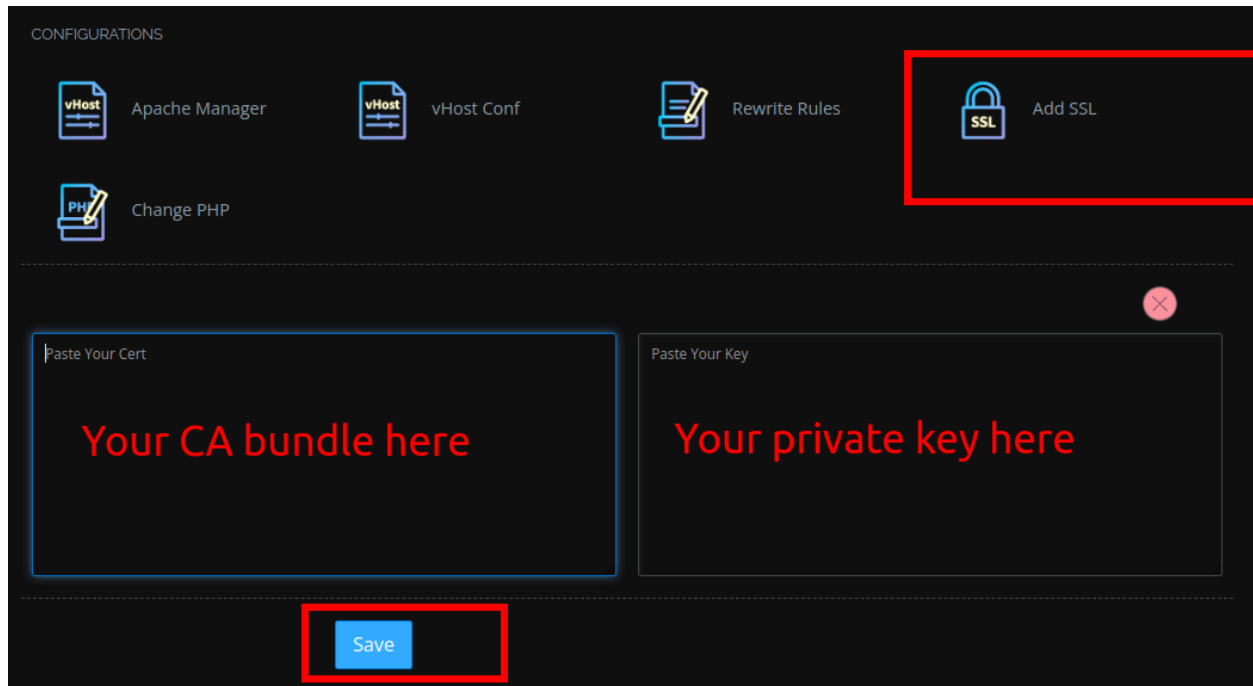 CONFIGURATIONS
vHost
Apache Manager
vHost
vHost Conf
Rewrite Rules
SSL
Add SSL
PHP
Change PHP
Paste Your Cert
Paste Your Key
Your CA bundle here
Your private key here
Save